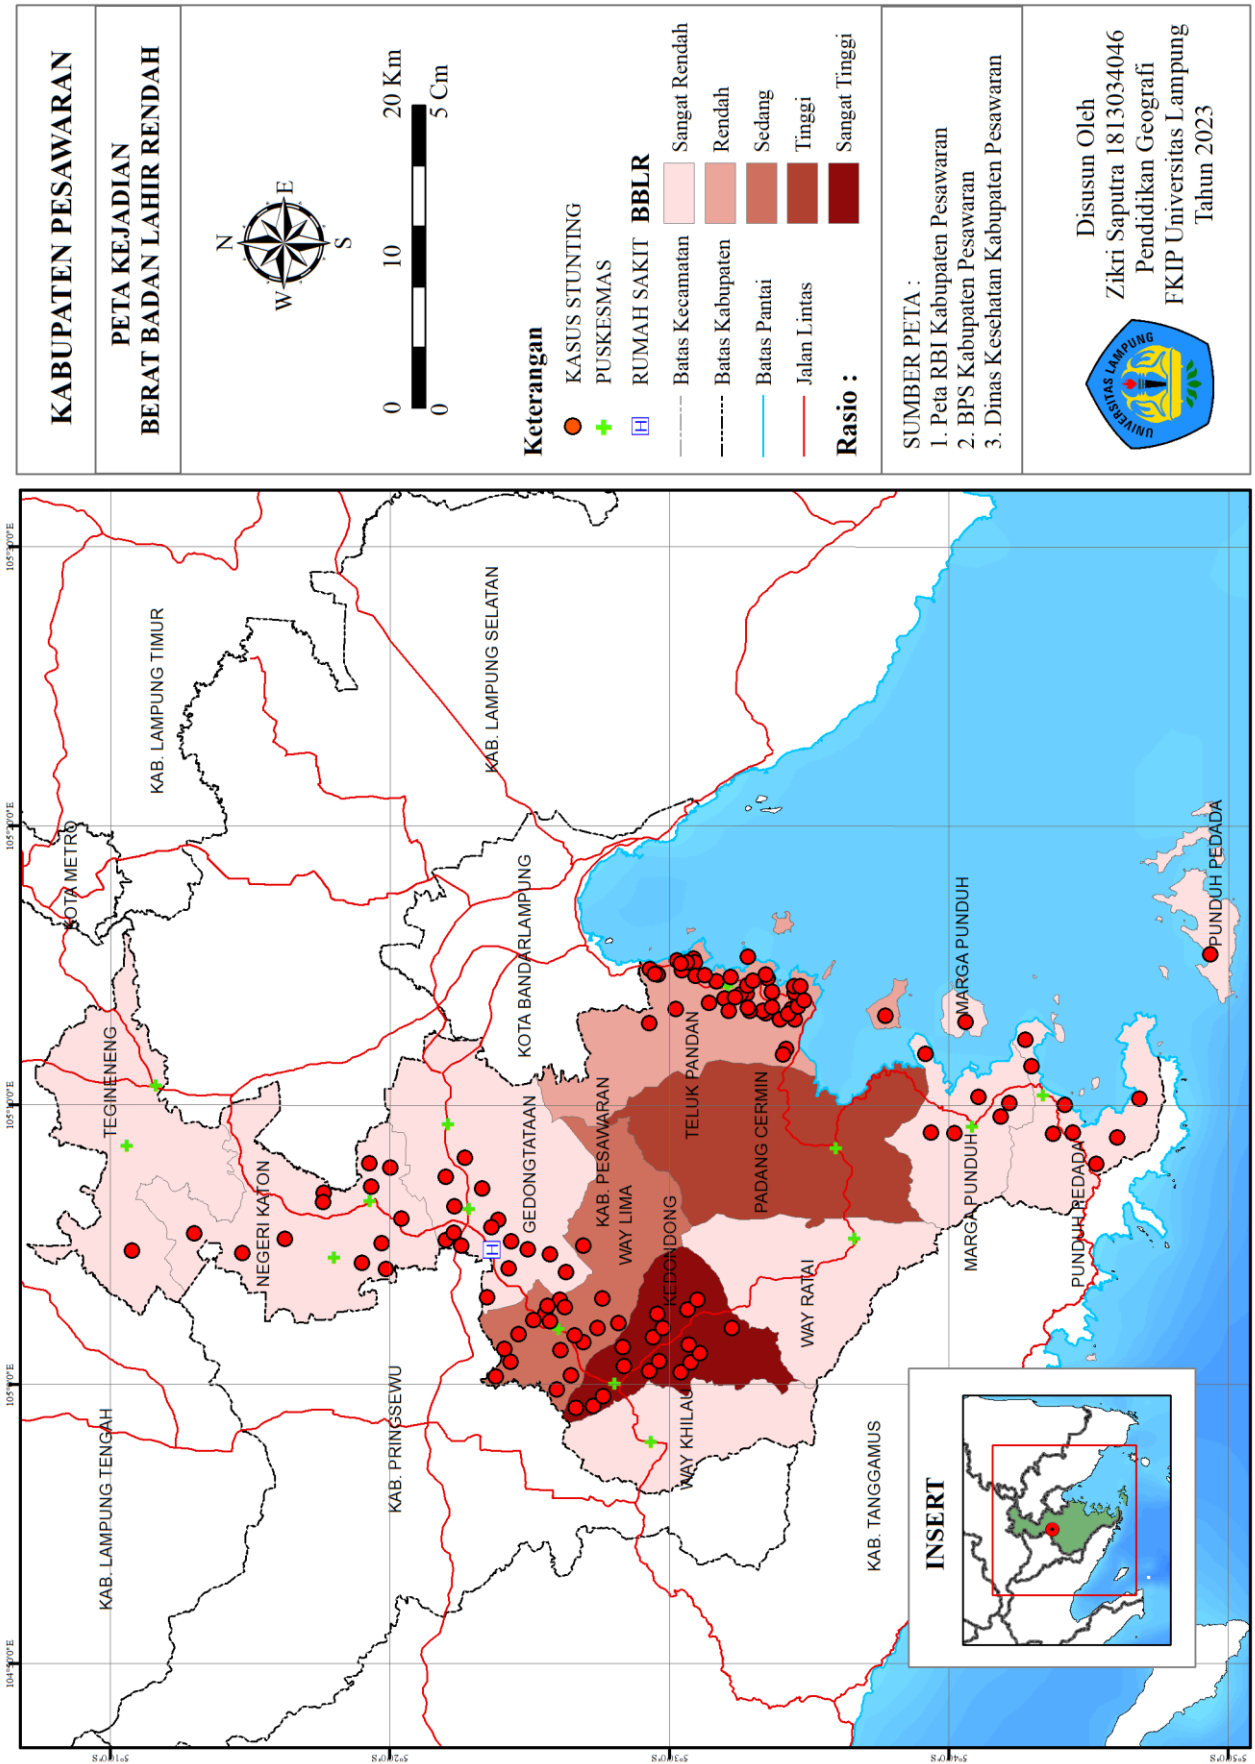 KABUPATEN PESAWARAN
PETA KEJADIAN
BERAT BADAN LAHIR RENDAH
N
W
E
S
0
10
20 Km
0
5 Cm
Keterangan
KASUS STUNTING
PUSKESMAS
H
RUMAH SAKIT
Batas Kecamatan
Batas Kabupaten
Batas Pantai
Jalan Lintas
Rasio :
BBLR
Sangat Rendah
Rendah
Sedang
Tinggi
Sangat Tinggi
SUMBER PETA :
1. Peta RBI Kabupaten Pesawaran
2. BPS Kabupaten Pesawaran
3. Dinas Kesehatan Kabupaten Pesawaran
UNIVERSITAS LAMPUNG
Disusun Oleh
Zikri Saputra 1813034046
Pendidikan Geografi
FKIP Universitas Lampung
Tahun 2023
KAB. LAMPUNG TENGAH
TEGINENENG
KOTA METRO
KAB. LAMPUNG TIMUR
NEGERI KATON
KAB. PRINGSEWU
KAB. LAMPUNG SELATAN
GEDONGTATAAN
KOTA BANDARLAMPUNG
KAB. PESAWARAN
WAY LIMA
KEDONDONG
TELUK PANDAN
WAY KHILAU
PADANG CERMIN
WAY RATAI
KAB. TANGGAMUS
MARGA PUNDUH
MARGA PUNDUH
PUNDUH PEDADA
PUNDUH PEDADA
H
INSERT